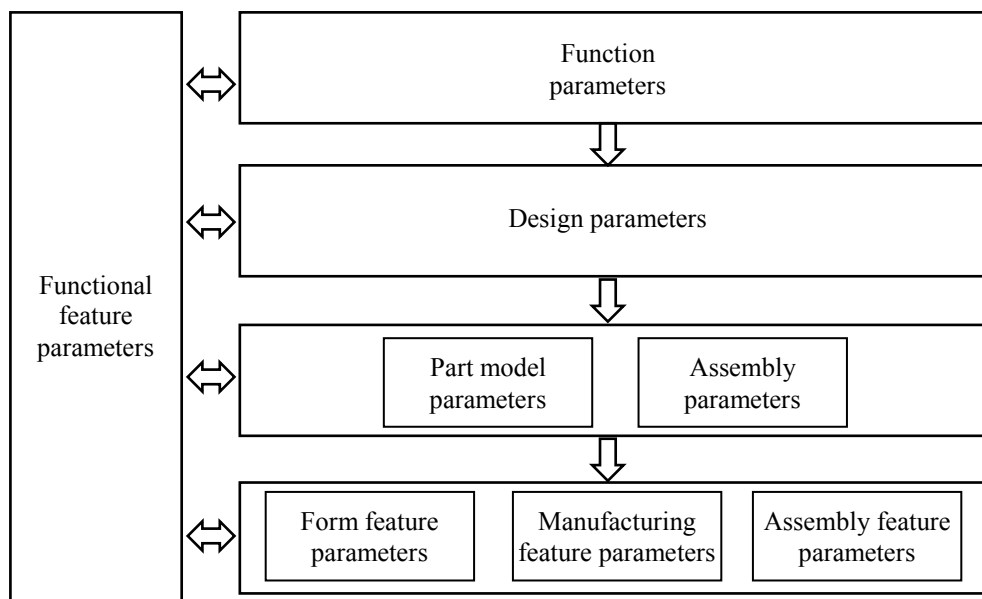 Function
parameters
Design parameters
Functional
feature
parameters
Part model
parameters
Assembly
parameters
Form feature
parameters
Manufacturing
feature parameters
Assembly feature
parameters